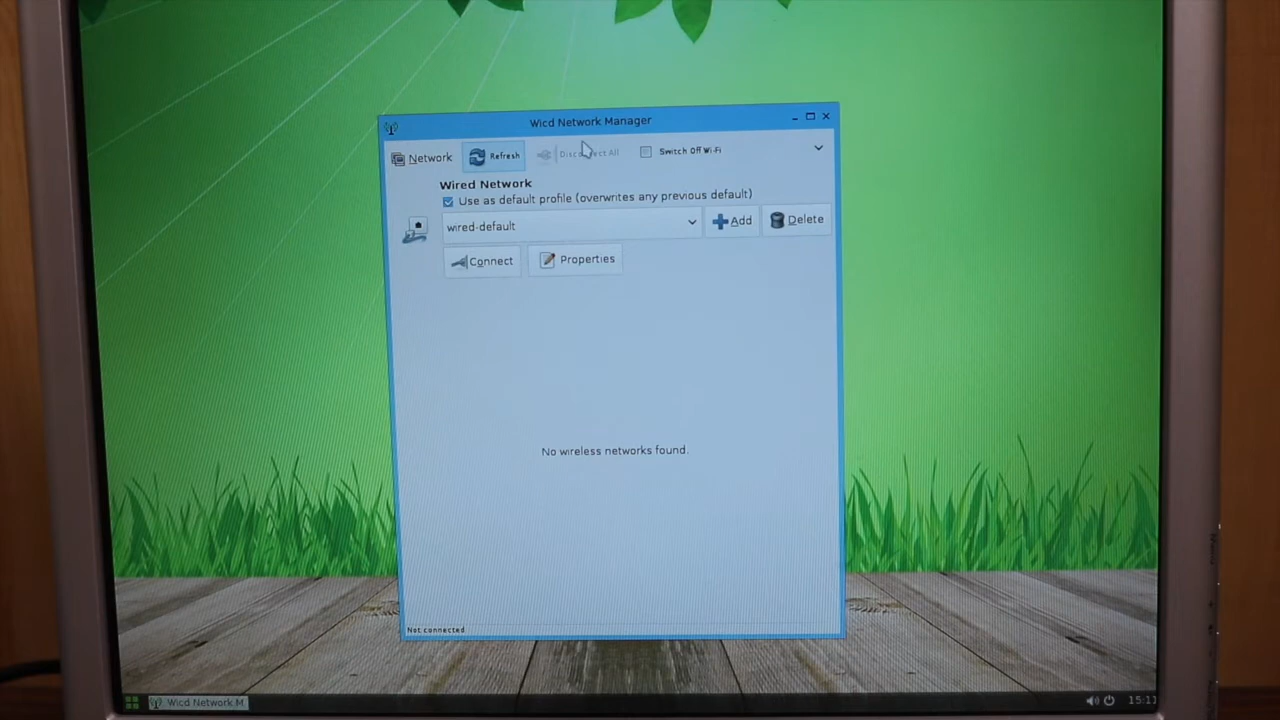 Wicd Network Manager
Network Refresh Disconnect All Switch Off Wi-Fi
Wired Network
Use as default profile (overwrites any previous default)
wired-default Add Delete
Connect Properties
No wireless networks found.
Not connected
Wicd Network M 15:11